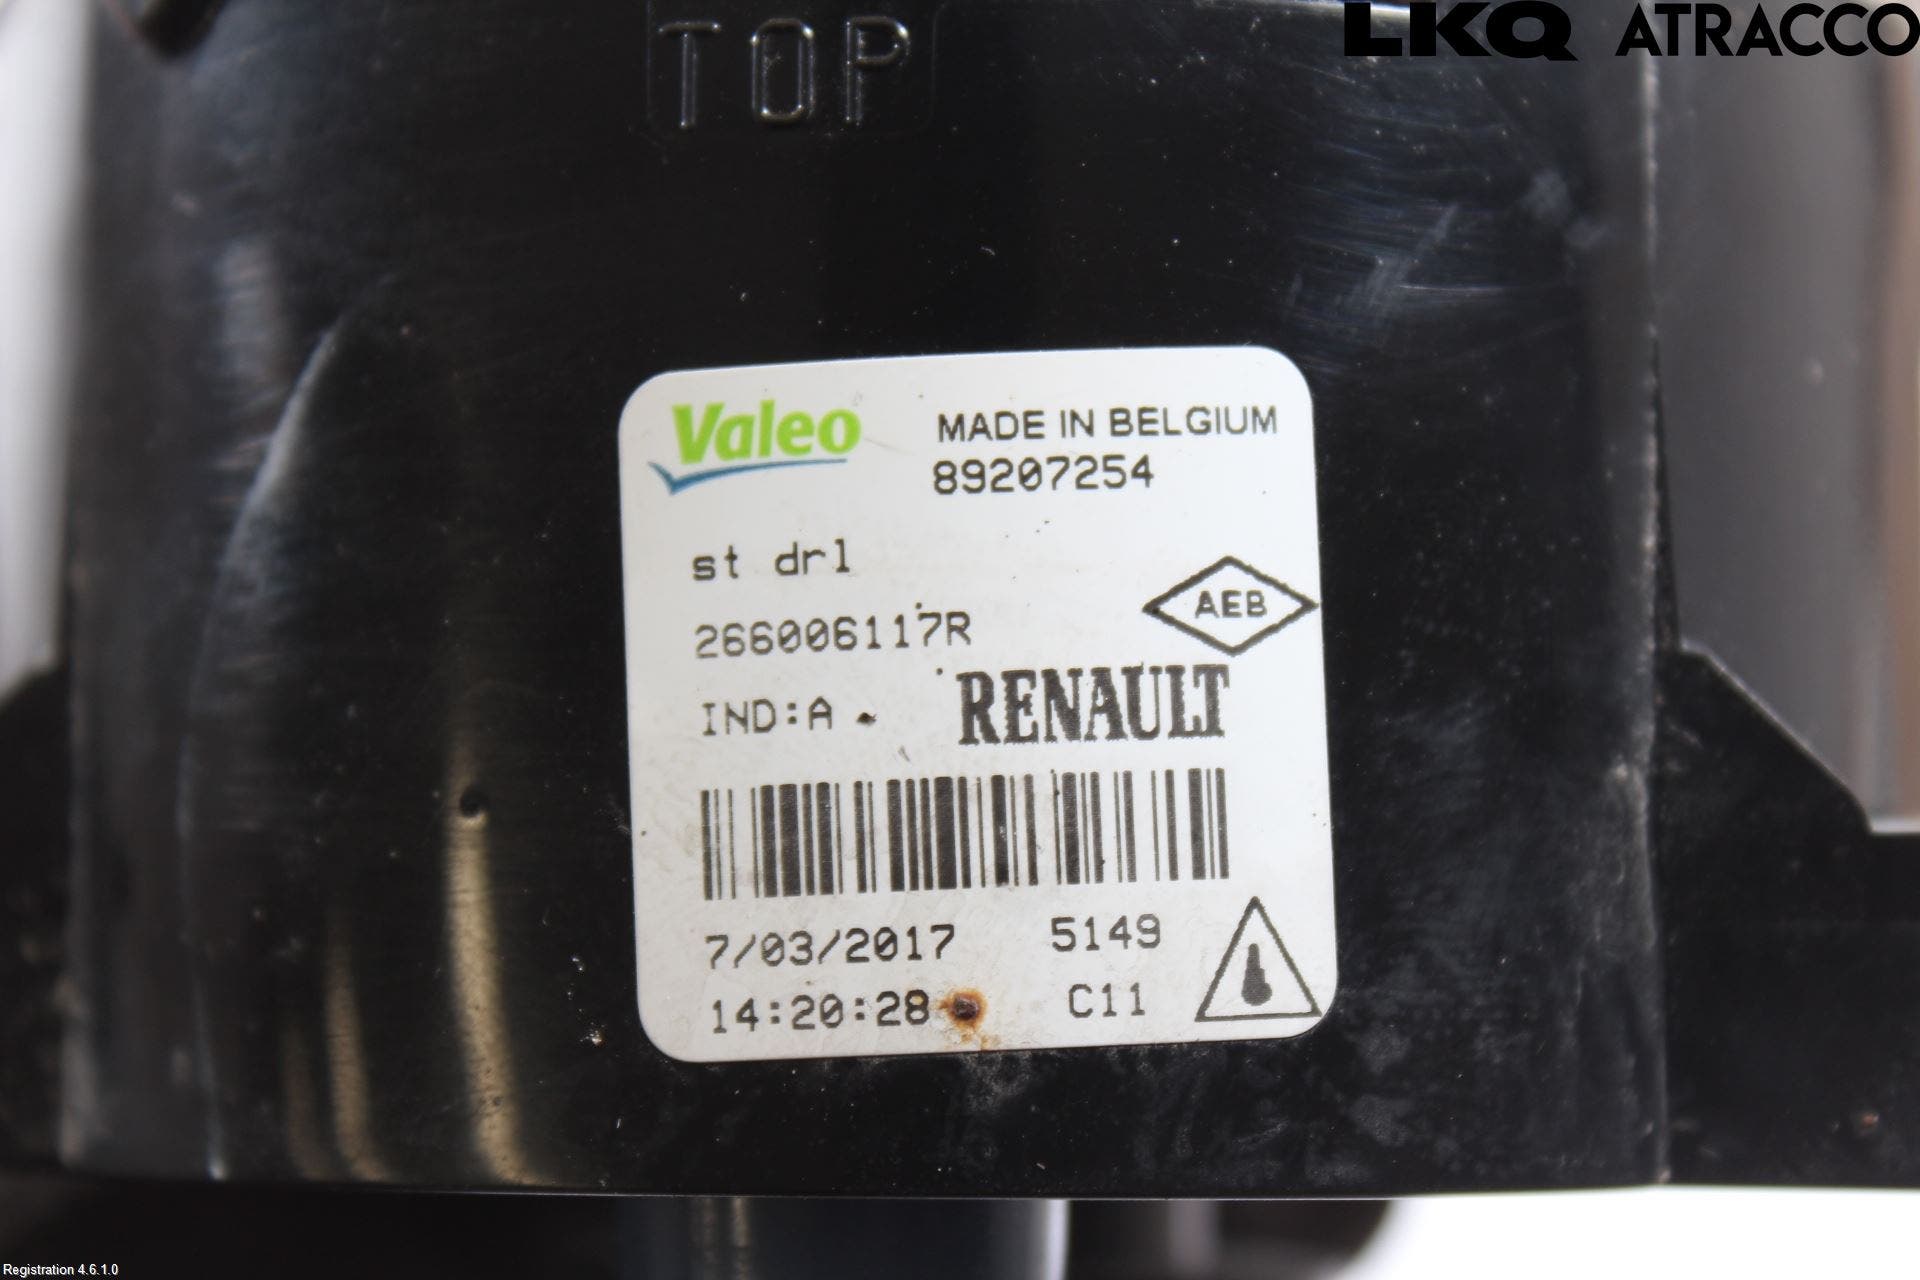 LKQ ATRACCO
TOP
Valeo MADE IN BELGIUM
89207254
st drl
AEB
266006117R
IND:A RENAULT
7/03/2017 5149
14:20:28 C11
Registration 4.6.1.0